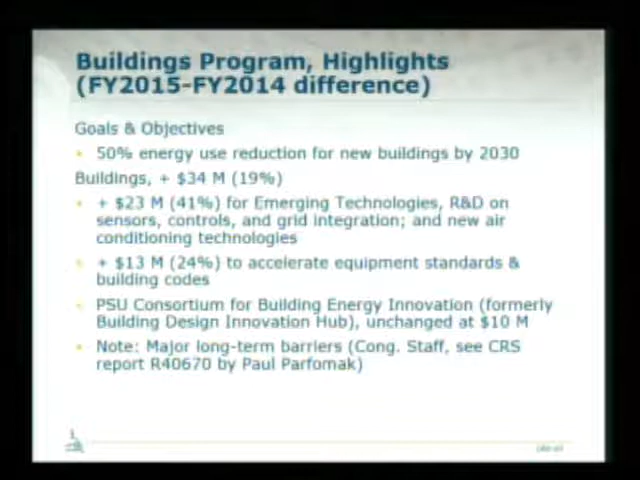 Buildings Program, Highlights
(FY2015-FY2014 difference)
Goals & Objectives
50% energy use reduction for new buildings by 2030
Buildings, + $34 M (19%)
+ $23 M (41%) for Emerging Technologies, R&D on
sensors, controls, and grid integration; and new air
conditioning technologies
+ $13 M (24%) to accelerate equipment standards &
building codes
PSU Consortium for Building Energy Innovation (formerly
Building Design Innovation Hub), unchanged at $10 M
Note: Major long-term barriers (Cong. Staff, see CRS
report R40670 by Paul Parfomak)